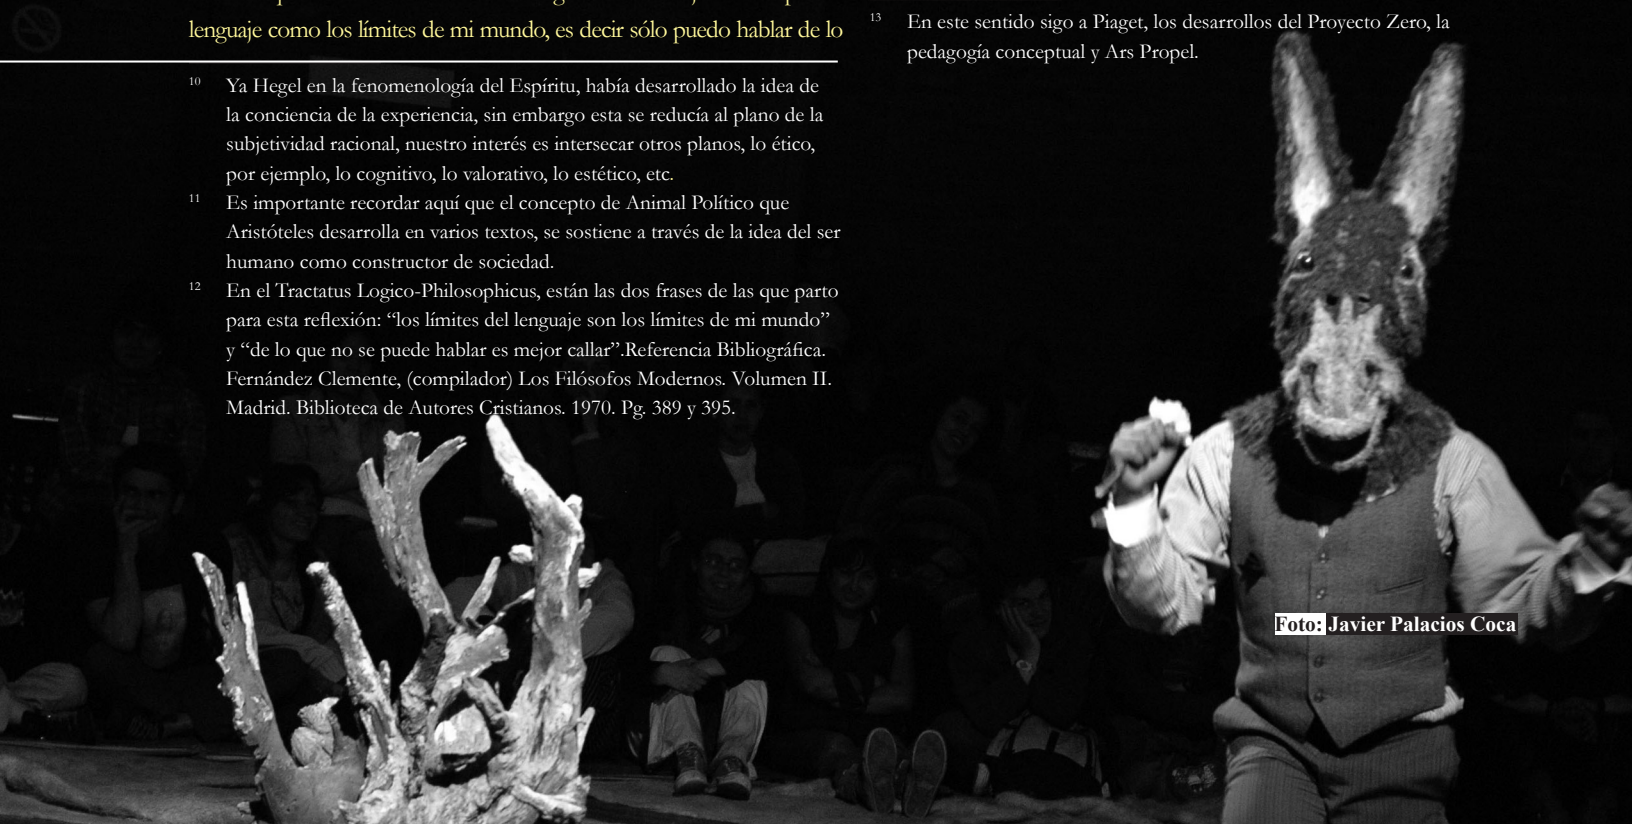 lenguaje como los límites de mi mundo, es decir sólo puedo hablar de lo
10 Ya Hegel en la fenomenología del Espíritu, había desarrollado la idea de
la conciencia de la experiencia, sin embargo esta se reducía al plano de la
subjetividad racional, nuestro interés es intersecar otros planos, lo ético,
por ejemplo, lo cognitivo, lo valorativo, lo estético, etc.
11 Es importante recordar aquí que el concepto de Animal Político que
Aristóteles desarrolla en varios textos, se sostiene a través de la idea del ser
humano como constructor de sociedad.
12 En el Tractatus Logico-Philosophicus, están las dos frases de las que parto
para esta reflexión: “los límites del lenguaje son los límites de mi mundo”
y “de lo que no se puede hablar es mejor callar”.Referencia Bibliográfica.
Fernández Clemente, (compilador) Los Filósofos Modernos. Volumen II.
Madrid. Biblioteca de Autores Cristianos. 1970. Pg. 389 y 395.
13 En este sentido sigo a Piaget, los desarrollos del Proyecto Zero, la
pedagogía conceptual y Ars Propel.
Foto: Javier Palacios Coca